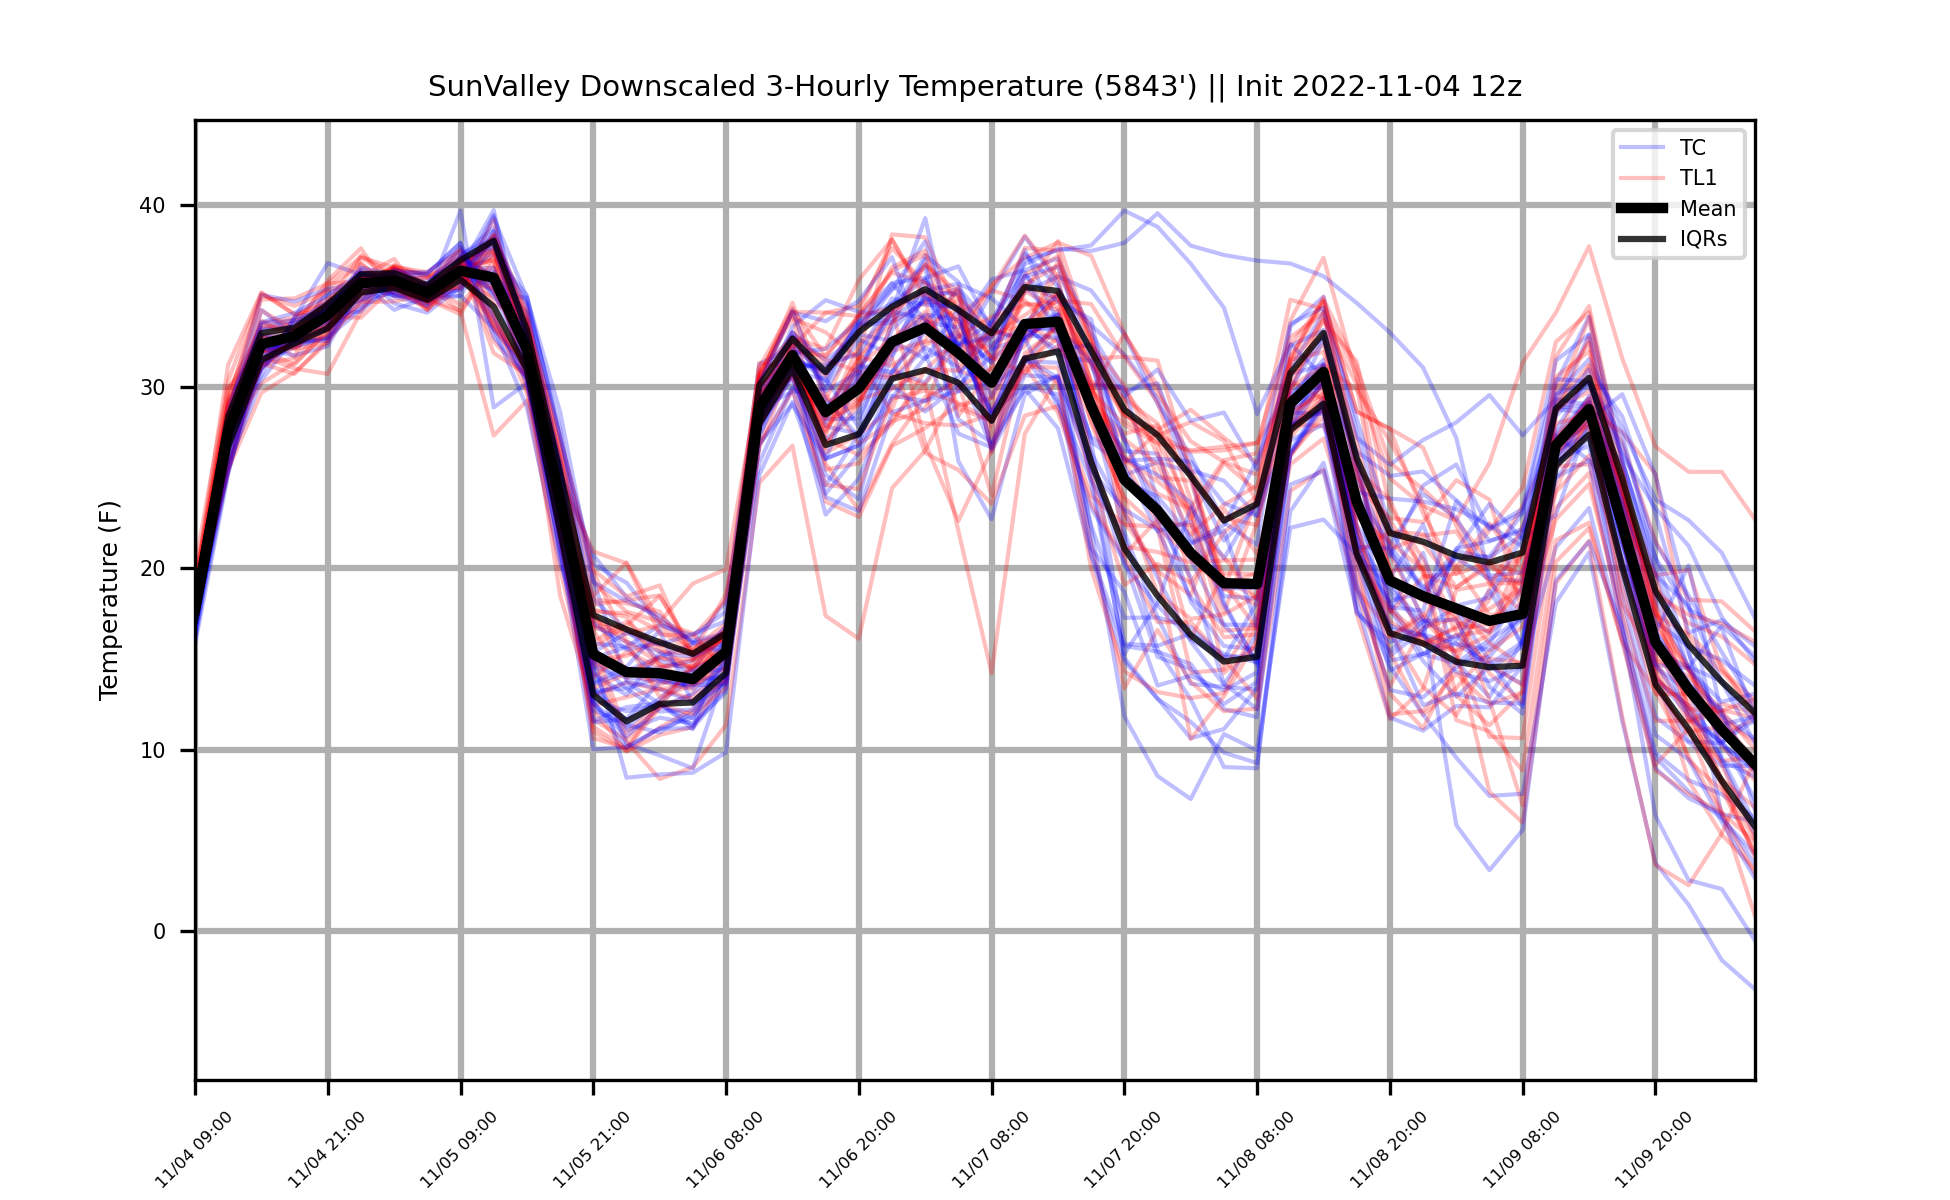 SunValley Downscaled 3-Hourly Temperature (5843') || Init 2022-11-04 12z
TC
TL1
Mean
IQRs
Temperature (F)
40
30
20
10
0
11/04 09:00
11/04 21:00
11/05 09:00
11/05 21:00
11/06 08:00
11/06 20:00
11/07 08:00
11/07 20:00
11/08 08:00
11/08 20:00
11/09 08:00
11/09 20:00